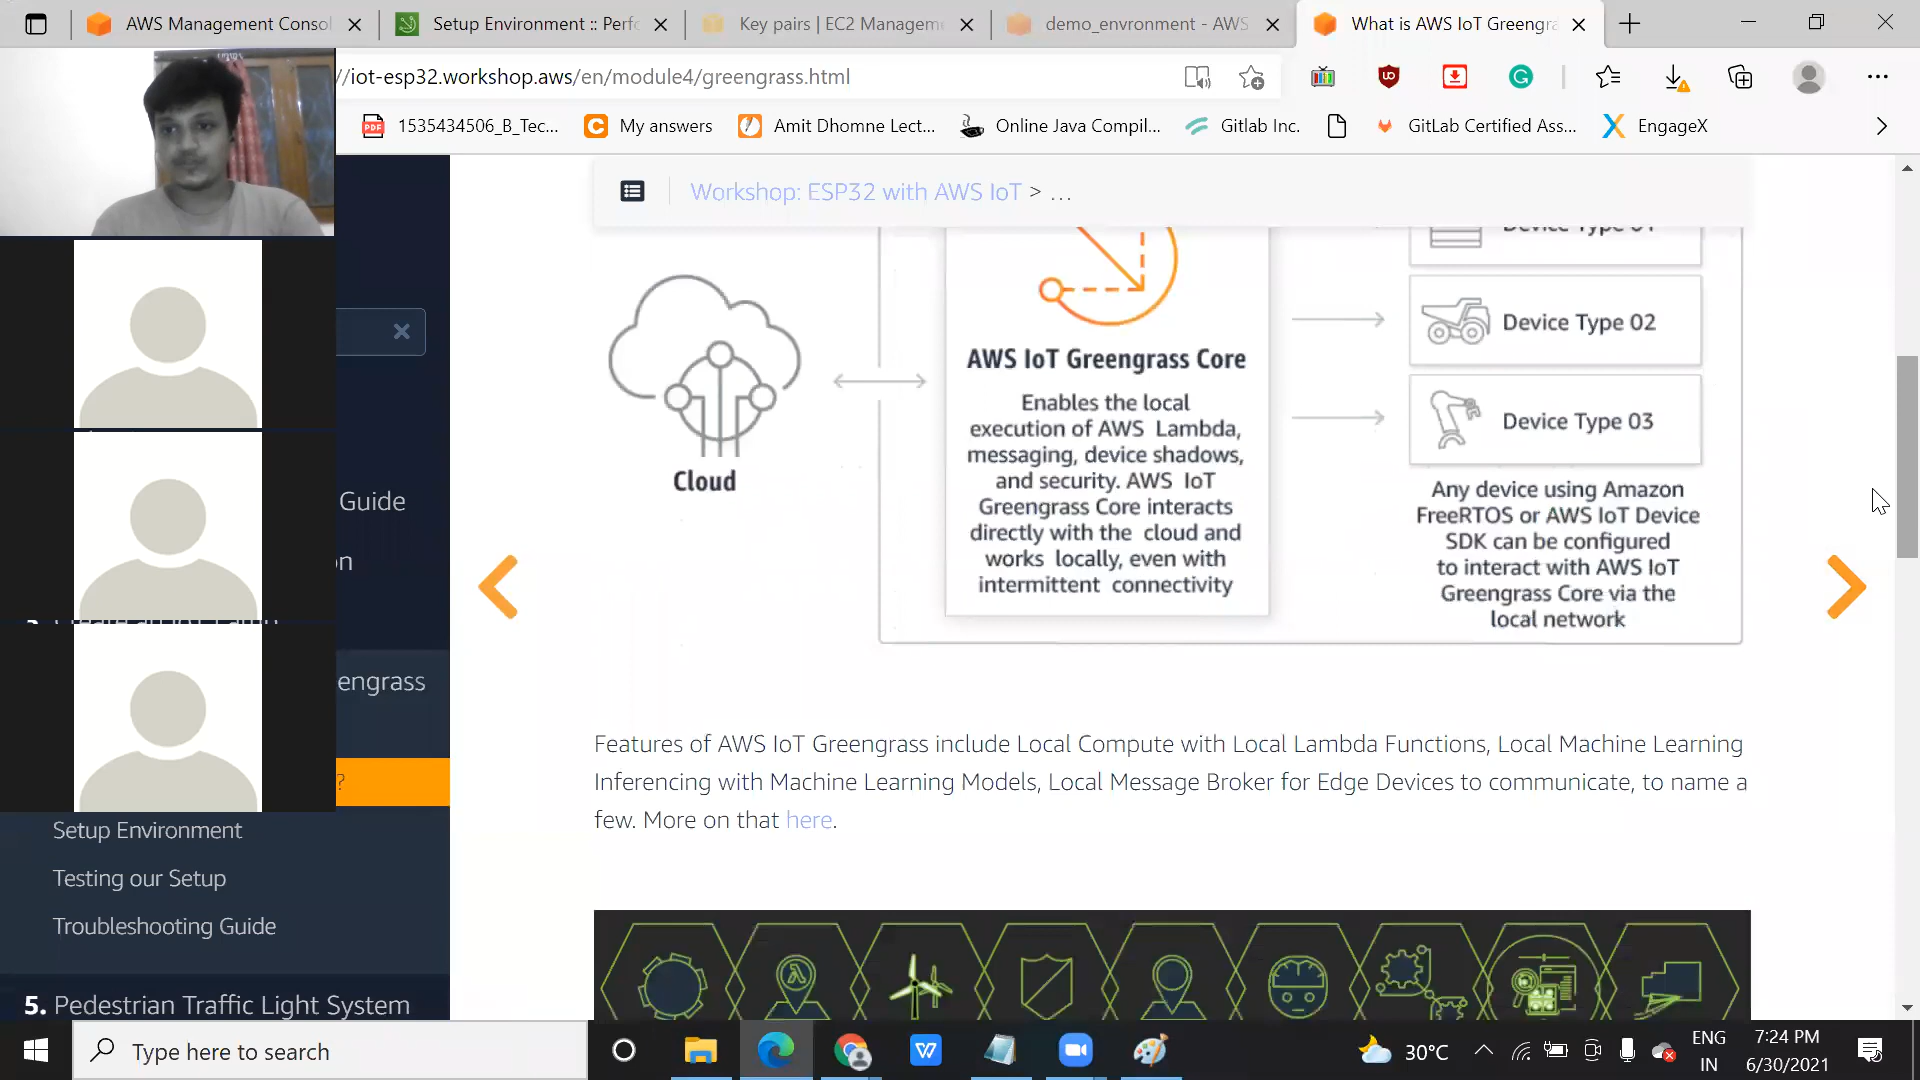 AWS Management Consol
Setup Environment :: Perfo
Key pairs | EC2 Manageme
demo_envronment - AWS
What is AWS IoT Greengra
//iot-esp32.workshop.aws/en/module4/greengrass.html
1535434506_B_Tec...
My answers
Amit Dhomne Lect...
Online Java Compil...
Gitlab Inc.
GitLab Certified Ass...
EngageX
Workshop: ESP32 with AWS IoT > ...
Device Type 02
AWS IoT Greengrass Core
Enables the local
execution of AWS Lambda,
messaging, device shadows,
and security. AWS IoT
Greengrass Core interacts
directly with the cloud and
works locally, even with
intermittent connectivity
Cloud
Device Type 03
Any device using Amazon
FreeRTOS or AWS IoT Device
SDK can be configured
to interact with AWS IoT
Greengrass Core via the
local network
Guide
on
engrass
?
Setup Environment
Testing our Setup
Troubleshooting Guide
5. Pedestrian Traffic Light System
Features of AWS IoT Greengrass include Local Compute with Local Lambda Functions, Local Machine Learning
Inferencing with Machine Learning Models, Local Message Broker for Edge Devices to communicate, to name a
few. More on that here.
Type here to search
30°C
ENG
IN
7:24 PM
6/30/2021